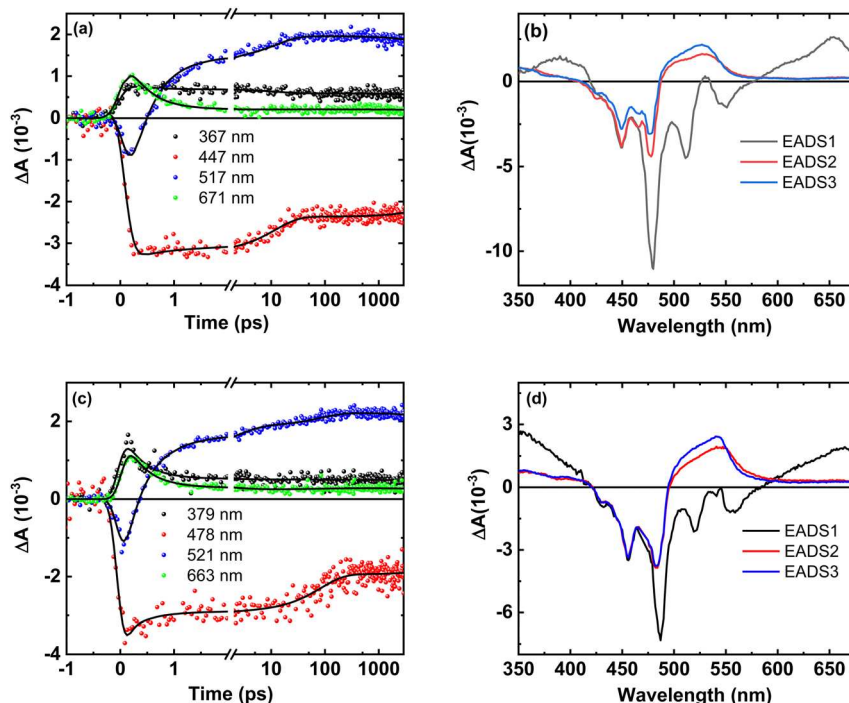 (a)
2
1
0
-1
-2
-3
-4
ΔA (10⁻³)
367 nm
447 nm
517 nm
671 nm
-1 0 1 10 100 1000
Time (ps)
(b)
0
-5
-10
ΔA(10⁻³)
EADS1
EADS2
EADS3
350 400 450 500 550 600 650
Wavelength (nm)
(c)
2
0
-2
-4
ΔA (10⁻³)
379 nm
478 nm
521 nm
663 nm
-1 0 1 10 100 1000
Time (ps)
(d)
3
0
-3
-6
ΔA(10⁻³)
EADS1
EADS2
EADS3
350 400 450 500 550 600 650
Wavelength (nm)